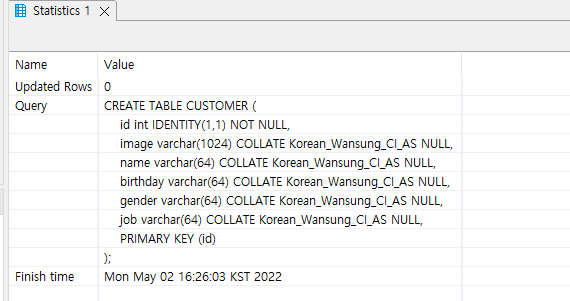 Statistics 1
Name Value
Updated Rows 0
Query CREATE TABLE CUSTOMER (
id int IDENTITY(1,1) NOT NULL,
image varchar(1024) COLLATE Korean_Wansung_CI_AS NULL,
name varchar(64) COLLATE Korean_Wansung_CI_AS NULL,
birthday varchar(64) COLLATE Korean_Wansung_CI_AS NULL,
gender varchar(64) COLLATE Korean_Wansung_CI_AS NULL,
job varchar(64) COLLATE Korean_Wansung_CI_AS NULL,
PRIMARY KEY (id)
);
Finish time Mon May 02 16:26:03 KST 2022